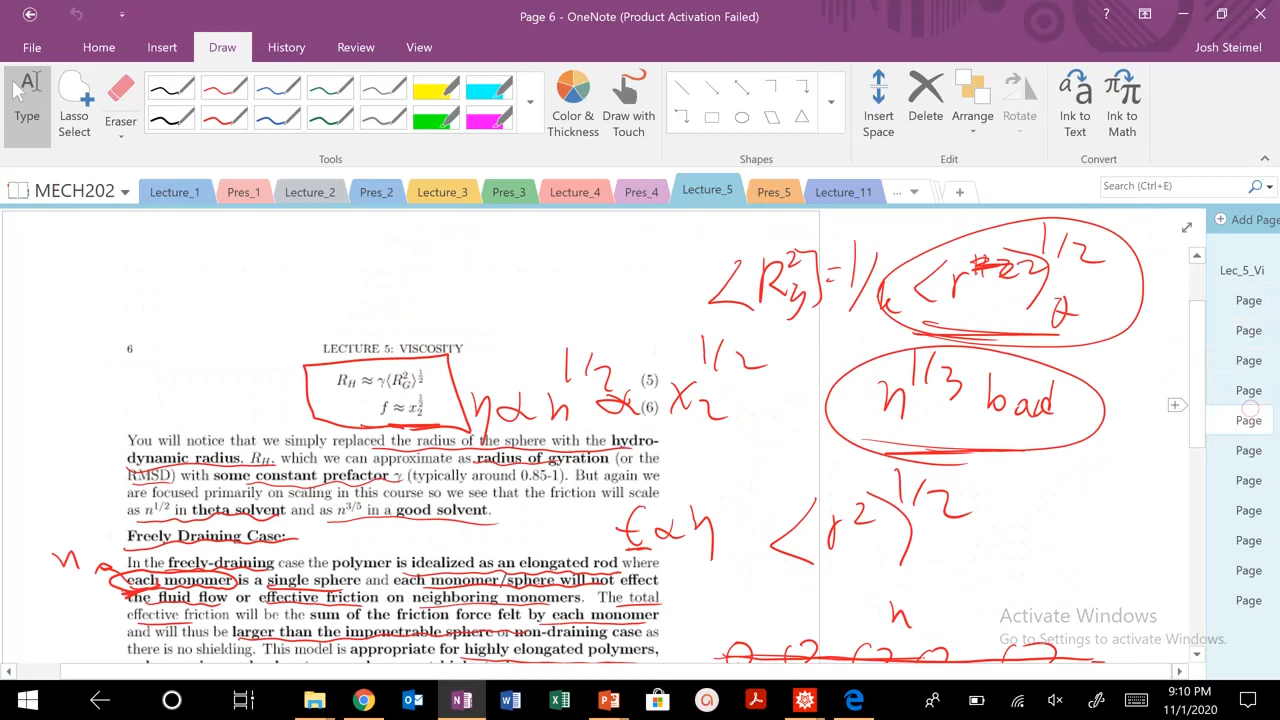 Page 6 - OneNote (Product Activation Failed)
?
File Home Insert Draw History Review View Josh Steimel
Type
Lasso Select
Eraser
Color & Thickness
Draw with Touch
Insert Space
Delete
Arrange
Rotate
Ink to Text
Ink to Math
Tools Shapes Edit Convert
MECH202 Lecture_1 Pres_1 Lecture_2 Pres_2 Lecture_3 Pres_3 Lecture_4 Pres_4 Lecture_5 Pres_5 Lecture_11 ... Search (Ctrl+E)
Add Page
Lec_5_Vi
Page
Page
Page
Page
Page
Page
Page
Page
Page
Page
Page
n^1/3 bad
6 LECTURE 5: VISCOSITY
R_H ≈ γ⟨R_G^2⟩^1/2 (5)
f ≈ x_2^1/2 (6)
η ∝ n^1/2 ∝ x_2^1/2
You will notice that we simply replaced the radius of the sphere with the hydro-
dynamic radius, R_H, which we can approximate as radius of gyration (or the
RMSD) with some constant prefactor γ (typically around 0.85-1). But again we
are focused primarily on scaling in this course so we see that the friction will scale
as n^1/2 in theta solvent and as n^3/5 in a good solvent.
⟨r^2⟩^1/2
Freely Draining Case:
n
In the freely-draining case the polymer is idealized as an elongated rod where
each monomer is a single sphere and each monomer/sphere will not effect
the fluid flow or effective friction on neighboring monomers. The total
effective friction will be the sum of the friction force felt by each monomer
and will thus be larger than the impenetrable sphere or non-draining case as
there is no shielding. This model is appropriate for highly elongated polymers,
n
Activate Windows
Go to Settings to activate Windows.
9:10 PM
11/1/2020